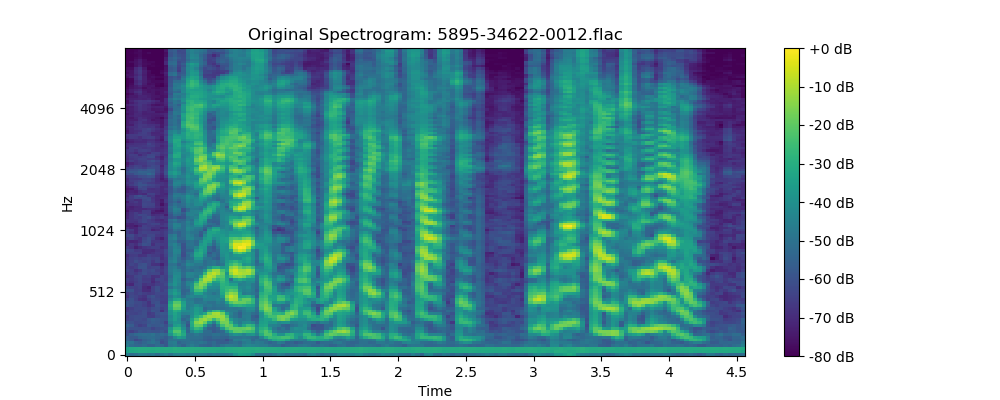 Original Spectrogram: 5895-34622-0012.flac
Hz
4096
2048
1024
512
0
0 0.5 1 1.5 2 2.5 3 3.5 4 4.5
Time
+0 dB
-10 dB
-20 dB
-30 dB
-40 dB
-50 dB
-60 dB
-70 dB
-80 dB